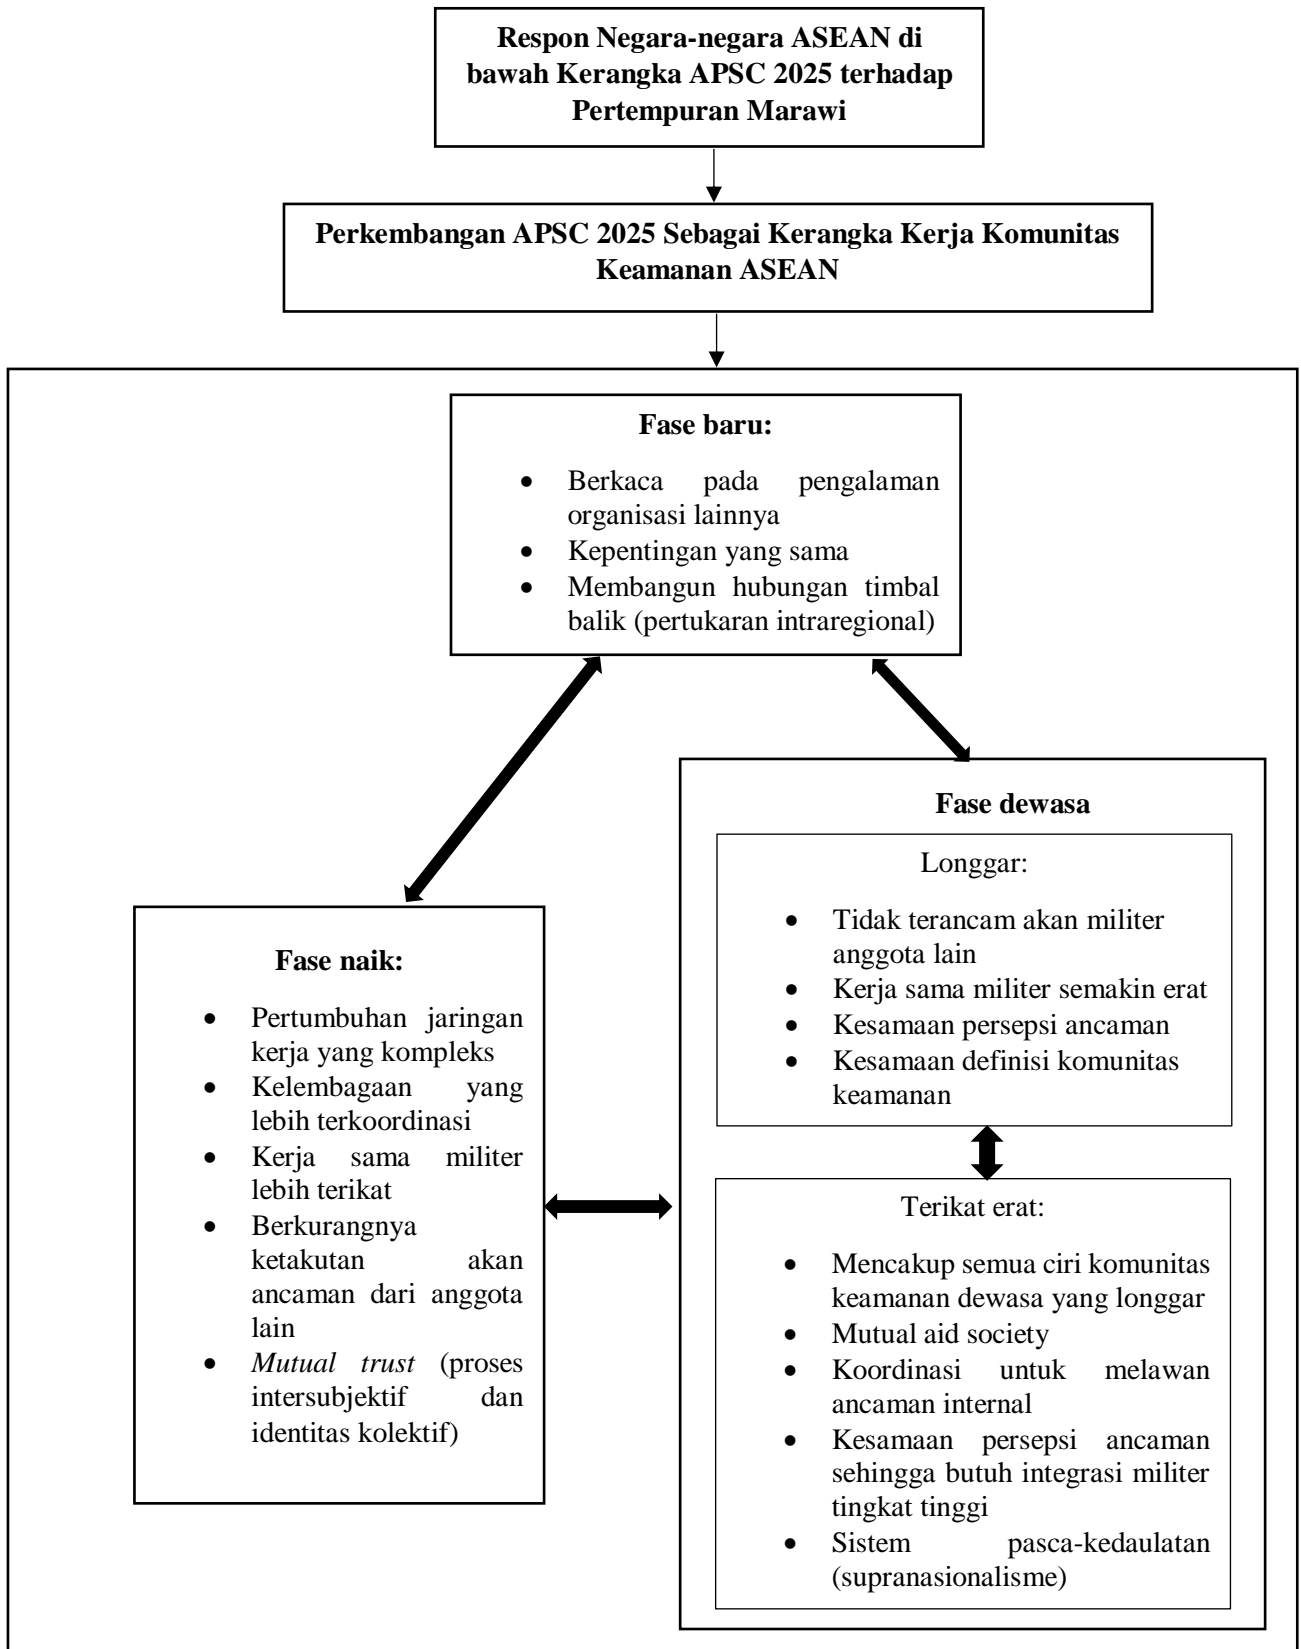 Respon Negara-negara ASEAN di
bawah Kerangka APSC 2025 terhadap
Pertempuran Marawi
Perkembangan APSC 2025 Sebagai Kerangka Kerja Komunitas
Keamanan ASEAN
Fase baru:
• Berkaca pada pengalaman
organisasi lainnya
• Kepentingan yang sama
• Membangun hubungan timbal
balik (pertukaran intraregional)
Fase naik:
• Pertumbuhan jaringan
kerja yang kompleks
• Kelembagaan yang
lebih terkoordinasi
• Kerja sama militer
lebih terikat
• Berkurangnya
ketakutan akan
ancaman dari anggota
lain
• Mutual trust (proses
intersubjektif dan
identitas kolektif)
Fase dewasa
Longgar:
• Tidak terancam akan militer
anggota lain
• Kerja sama militer semakin erat
• Kesamaan persepsi ancaman
• Kesamaan definisi komunitas
keamanan
Terikat erat:
• Mencakup semua ciri komunitas
keamanan dewasa yang longgar
• Mutual aid society
• Koordinasi untuk melawan
ancaman internal
• Kesamaan persepsi ancaman
sehingga butuh integrasi militer
tingkat tinggi
• Sistem pasca-kedaulatan
(supranasionalisme)